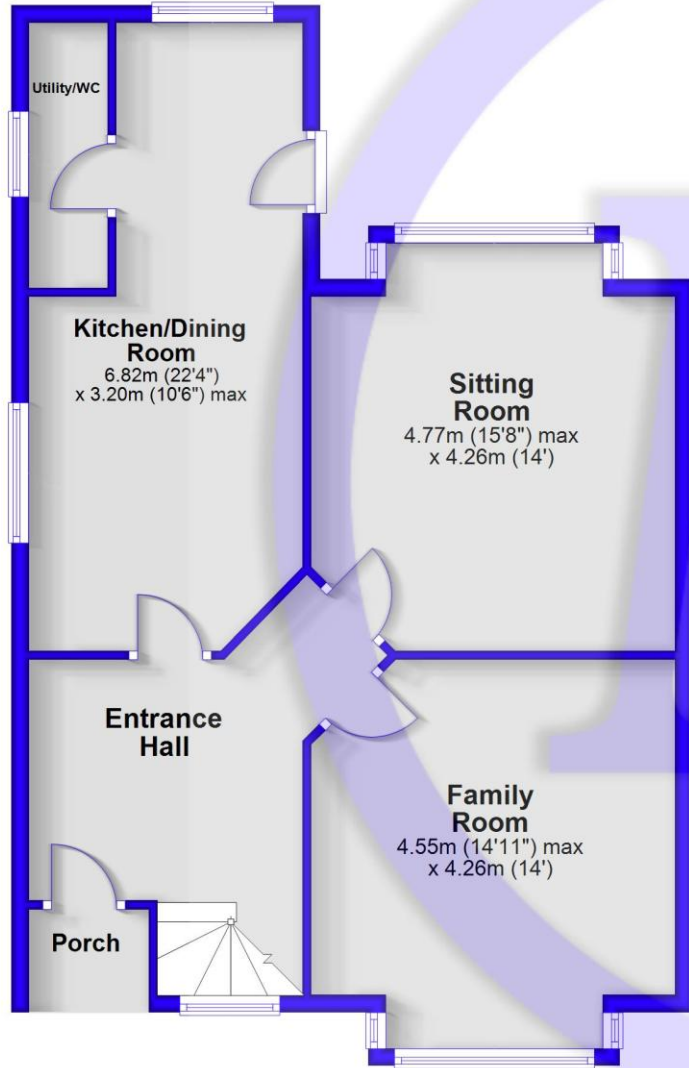 Utility/WC
Kitchen/Dining
Room
6.82m (22'4")
x 3.20m (10'6") max
Sitting
Room
4.77m (15'8") max
x 4.26m (14')
Entrance
Hall
Family
Room
4.55m (14'11") max
x 4.26m (14')
Porch